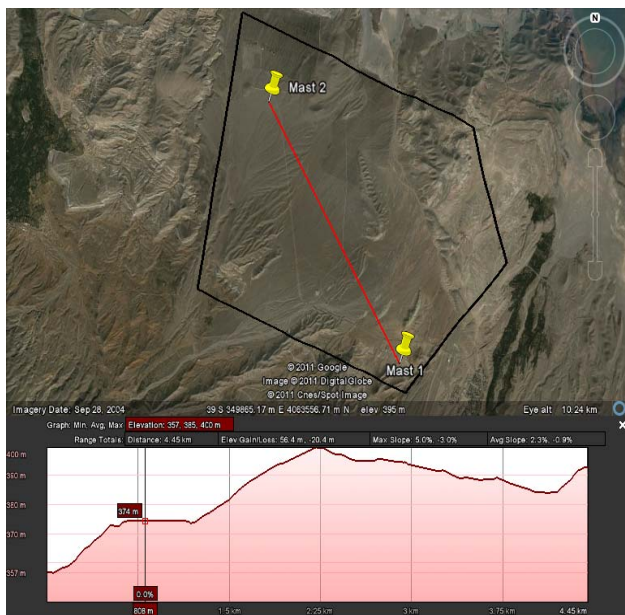 N
Mast 2
Mast 1
© 2011 Google
Image © 2011 DigitalGlobe
© 2011 Cnes/Spot Image
Imagery Date: Sep 28, 2004 39 S 349865.17 m E 4063556.71 m N elev 395 m Eye alt 10.24 km
Graph: Min, Avg, Max Elevation: 357, 385, 400 m
Range Totals: Distance: 4.45 km Elev Gain/Loss: 56.4 m, -20.4 m Max Slope: 5.0%, -3.0% Avg Slope: 2.3%, -0.9%
400 m
390 m
380 m
374 m
370 m
357 m
0.0%
808 m 1.5 km 2.25 km 3 km 3.75 km 4.45 km